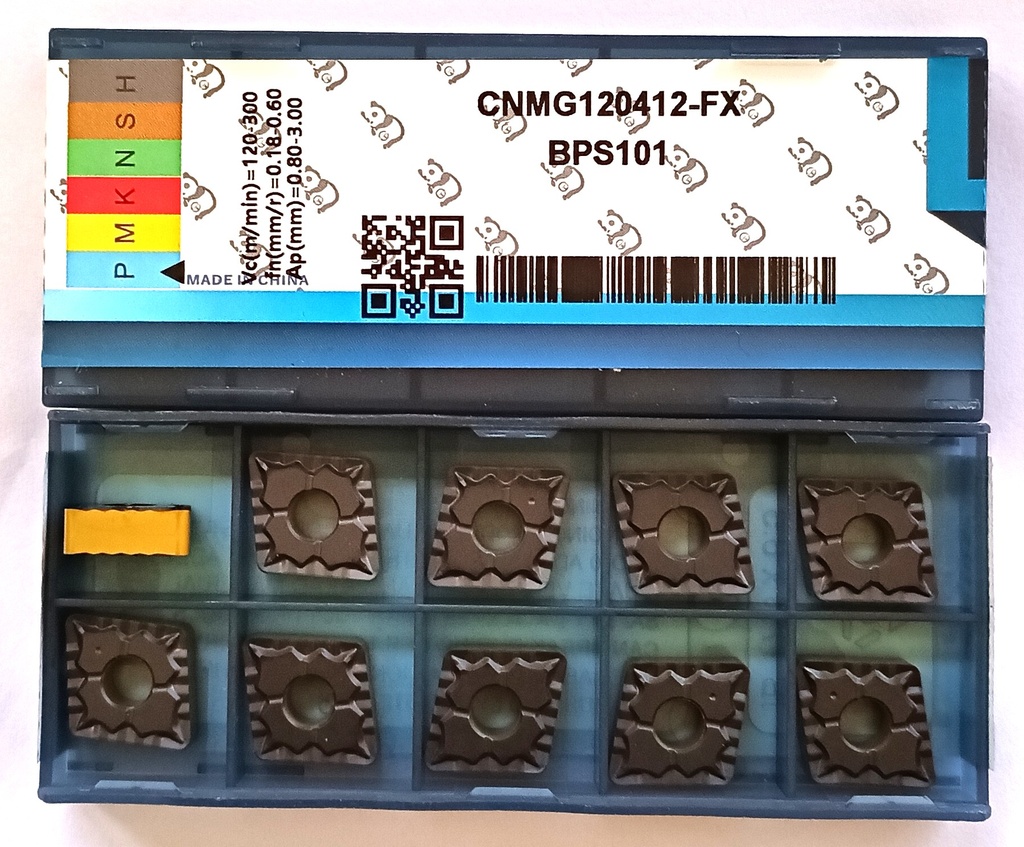 H
S
N
K
M
P
Vc(m/min)=120-300
fn(mm/r)=0.18-0.60
Ap(mm)=0.80-3.00
CNMG120412-FX
BPS101
MADE IN CHINA